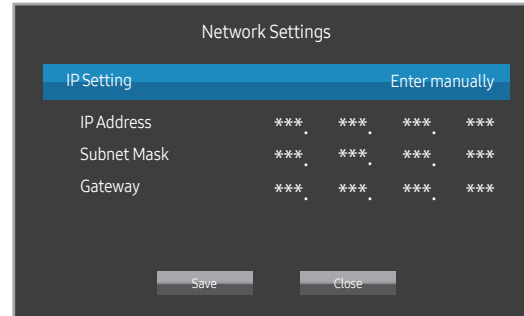 Network Settings
IP Setting Enter manually
IP Address ***. ***. ***. ***
Subnet Mask ***. ***. ***. ***
Gateway ***. ***. ***. ***
Save Close